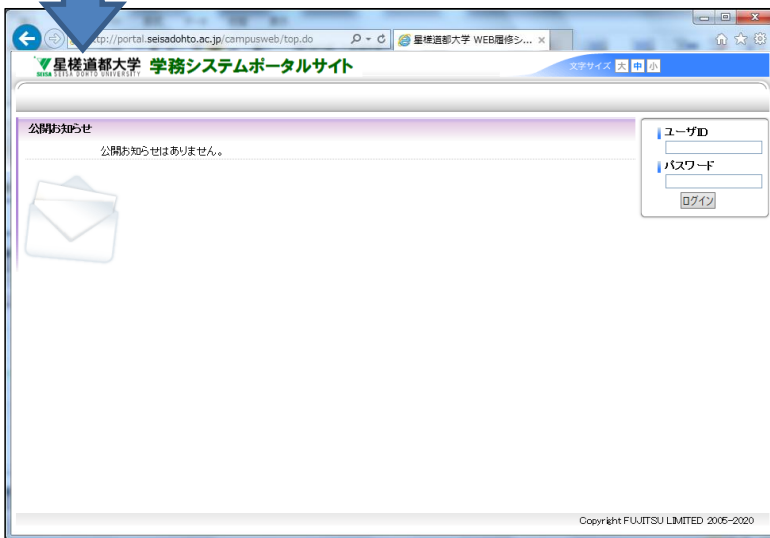 tp://portal.seisadohto.ac.jp/campusweb/top.do
星槎道都大学 WEB履修シ...
星槎道都大学 学務システムポータルサイト
SEISA DOHTO UNIVERSITY
文字サイズ 大 中 小
公開お知らせ
公開お知らせはありません。
ユーザID
パスワード
ログイン
Copyright FUJITSU LIMITED 2005-2020